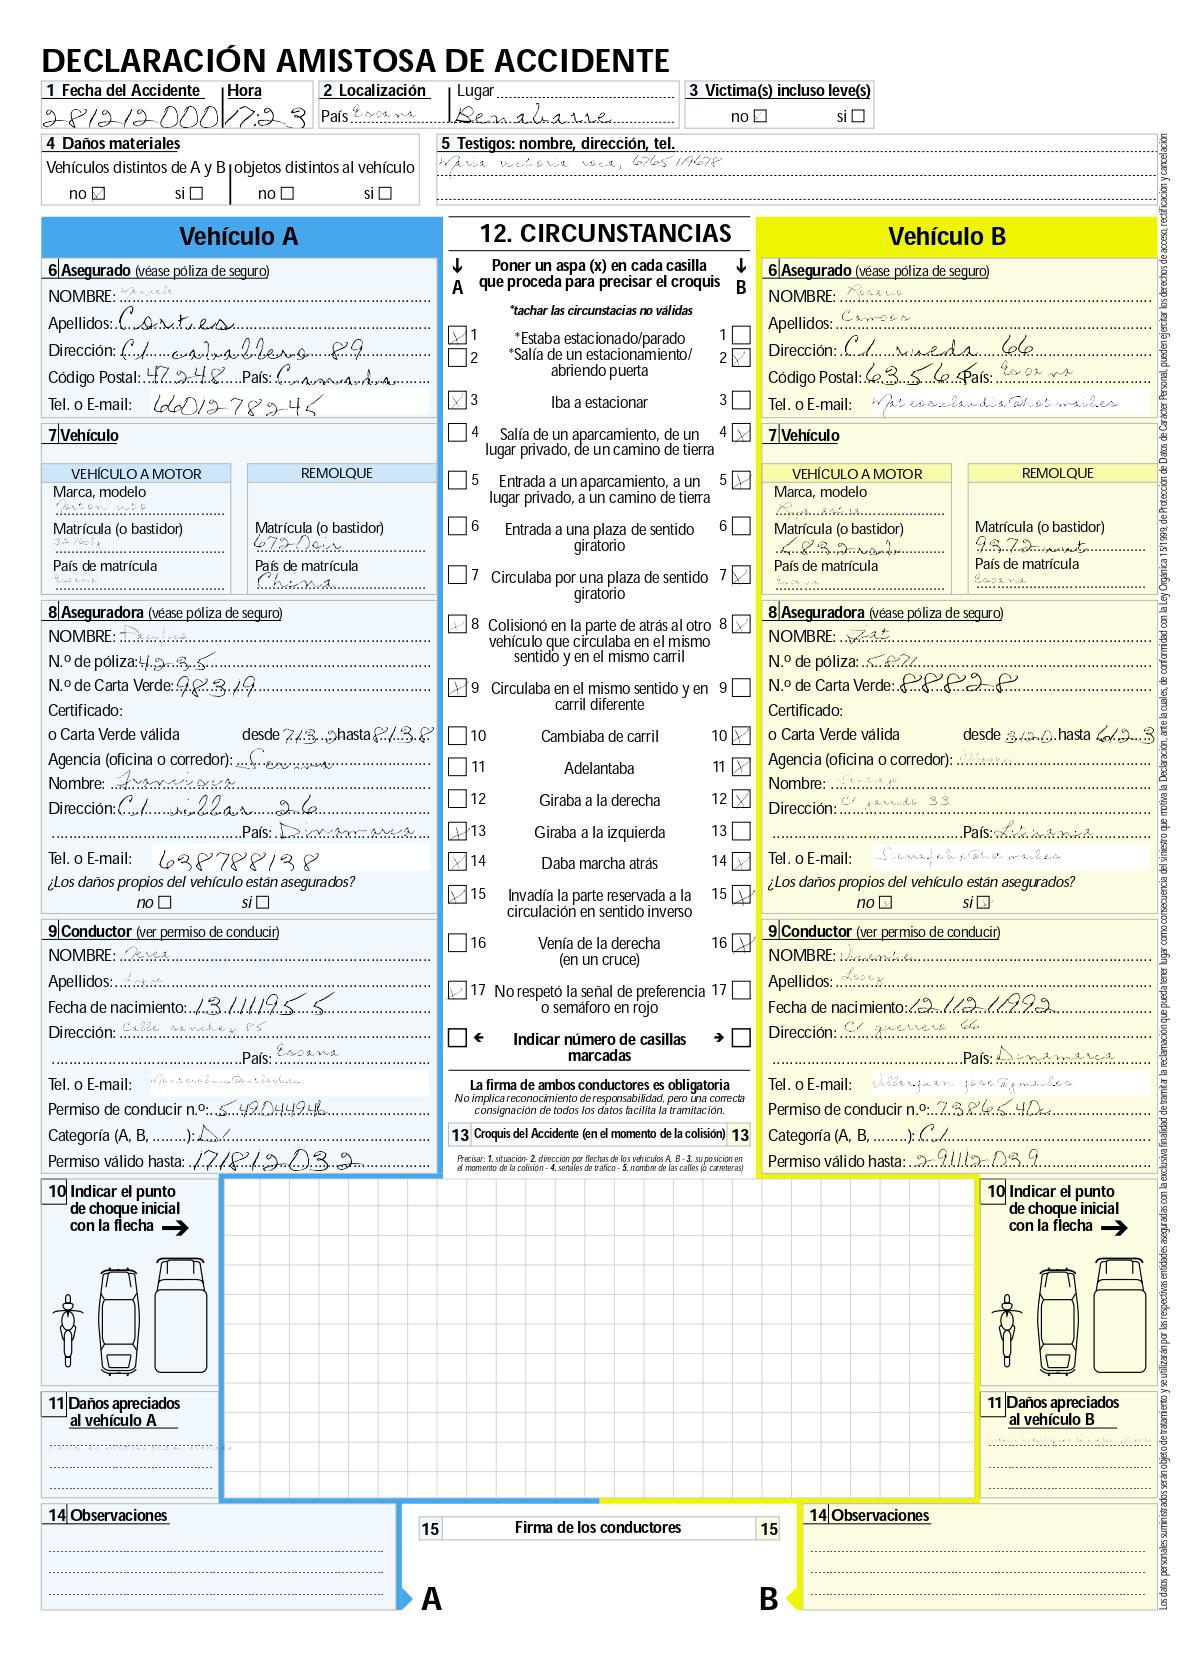 DECLARACIÓN AMISTOSA DE ACCIDENTE
1 Fecha del Accidente Hora 2 Localización Lugar 3 Victima(s) incluso leve(s)
28/2/2000 17:23 País España Benabarre no si
4 Daños materiales 5 Testigos: nombre, dirección, tel.
Vehículos distintos de A y B objetos distintos al vehículo Maria victoria roca,
no si no si
Vehículo A
6 Asegurado (véase póliza de seguro)
NOMBRE:
Apellidos: Cortes
Dirección: C/ caballero 89
Código Postal: 47248 País: Canada
Tel. o E-mail: 6601278245
7 Vehículo
VEHÍCULO A MOTOR REMOLQUE
Marca, modelo
Matrícula (o bastidor) Matrícula (o bastidor)
País de matrícula País de matrícula
España China
8 Aseguradora (véase póliza de seguro)
NOMBRE:
N.º de póliza: 4235
N.º de Carta Verde: 98319
Certificado:
o Carta Verde válida desde 7/3.2 hasta 8/3.8
Agencia (oficina o corredor):
Nombre: Francisca
Dirección: C/ villar 26
País: Dinamarca
Tel. o E-mail: 638788138
¿Los daños propios del vehículo están asegurados?
no si
9 Conductor (ver permiso de conducir)
NOMBRE: Nerea
Apellidos:
Fecha de nacimiento: 13/11/1955
Dirección: Calle sanchez 85
País: España
Tel. o E-mail:
Permiso de conducir n.º:
Categoría (A, B, ........): D1
Permiso válido hasta: 17/8/2032
10 Indicar el punto
de choque inicial
con la flecha
11 Daños apreciados
al vehículo A
14 Observaciones
12. CIRCUNSTANCIAS
Poner un aspa (x) en cada casilla
A que proceda para precisar el croquis B
*tachar las circunstacias no válidas
1 *Estaba estacionado/parado 1
2 *Salía de un estacionamiento/ 2
abriendo puerta
3 Iba a estacionar 3
4 Salía de un aparcamiento, de un 4
lugar privado, de un camino de tierra
5 Entrada a un aparcamiento, a un 5
lugar privado, a un camino de tierra
6 Entrada a una plaza de sentido 6
giratorio
7 Circulaba por una plaza de sentido 7
giratorio
8 Colisionó en la parte de atrás al otro 8
vehículo que circulaba en el mismo
sentido y en el mismo carril
9 Circulaba en el mismo sentido y en 9
carril diferente
10 Cambiaba de carril 10
11 Adelantaba 11
12 Giraba a la derecha 12
13 Giraba a la izquierda 13
14 Daba marcha atrás 14
15 Invadía la parte reservada a la 15
circulación en sentido inverso
16 Venía de la derecha 16
(en un cruce)
17 No respetó la señal de preferencia 17
o semáforo en rojo
Indicar número de casillas
marcadas
La firma de ambos conductores es obligatoria
No implica reconocimiento de responsabilidad, pero una correcta
consignación de todos los datos facilita la tramitación.
13 Croquis del Accidente (en el momento de la colisión) 13
Precisar: 1. situación- 2. dirección por flechas de los vehículos A, B - 3. su posición en
el momento de la colisión - 4. señales de tráfico - 5. nombre de las calles (o carreteras)
15 Firma de los conductores 15
A B
Vehículo B
6 Asegurado (véase póliza de seguro)
NOMBRE: Rosario
Apellidos: Campos
Dirección: C/ rueda 66
Código Postal: 63565 País: España
Tel. o E-mail:
7 Vehículo
VEHÍCULO A MOTOR REMOLQUE
Marca, modelo
Matrícula (o bastidor) Matrícula (o bastidor)
País de matrícula País de matrícula
España España
8 Aseguradora (véase póliza de seguro)
NOMBRE:
N.º de póliza: 5871
N.º de Carta Verde: 88828
Certificado:
o Carta Verde válida desde 3/2.0 hasta 6/2.3
Agencia (oficina o corredor):
Nombre: Santiago
Dirección: C/ garrido 33
País: Lituania
Tel. o E-mail:
¿Los daños propios del vehículo están asegurados?
no si
9 Conductor (ver permiso de conducir)
NOMBRE: Vicente
Apellidos: Lopez
Fecha de nacimiento: 12/12/1992
Dirección: C/ guerrero 66
País: Dinamarca
Tel. o E-mail:
Permiso de conducir n.º:
Categoría (A, B, ........): C1
Permiso válido hasta: 29/11/2039
10 Indicar el punto
de choque inicial
con la flecha
11 Daños apreciados
al vehículo B
14 Observaciones
Los datos personales suministrados serán objeto de tratamiento y se utilizarán por las respectivas entidades aseguradas con la exclusiva finalidad de tramitar la reclamación que pueda tener lugar como consecuencia del siniestro que motiva la Declaración, ante la cuales, de conformidad con la Ley Orgánica 15/1999, de Protección de Datos de Carácter Personal, pueden ejercitar los derechos de acceso, rectificación y cancelación